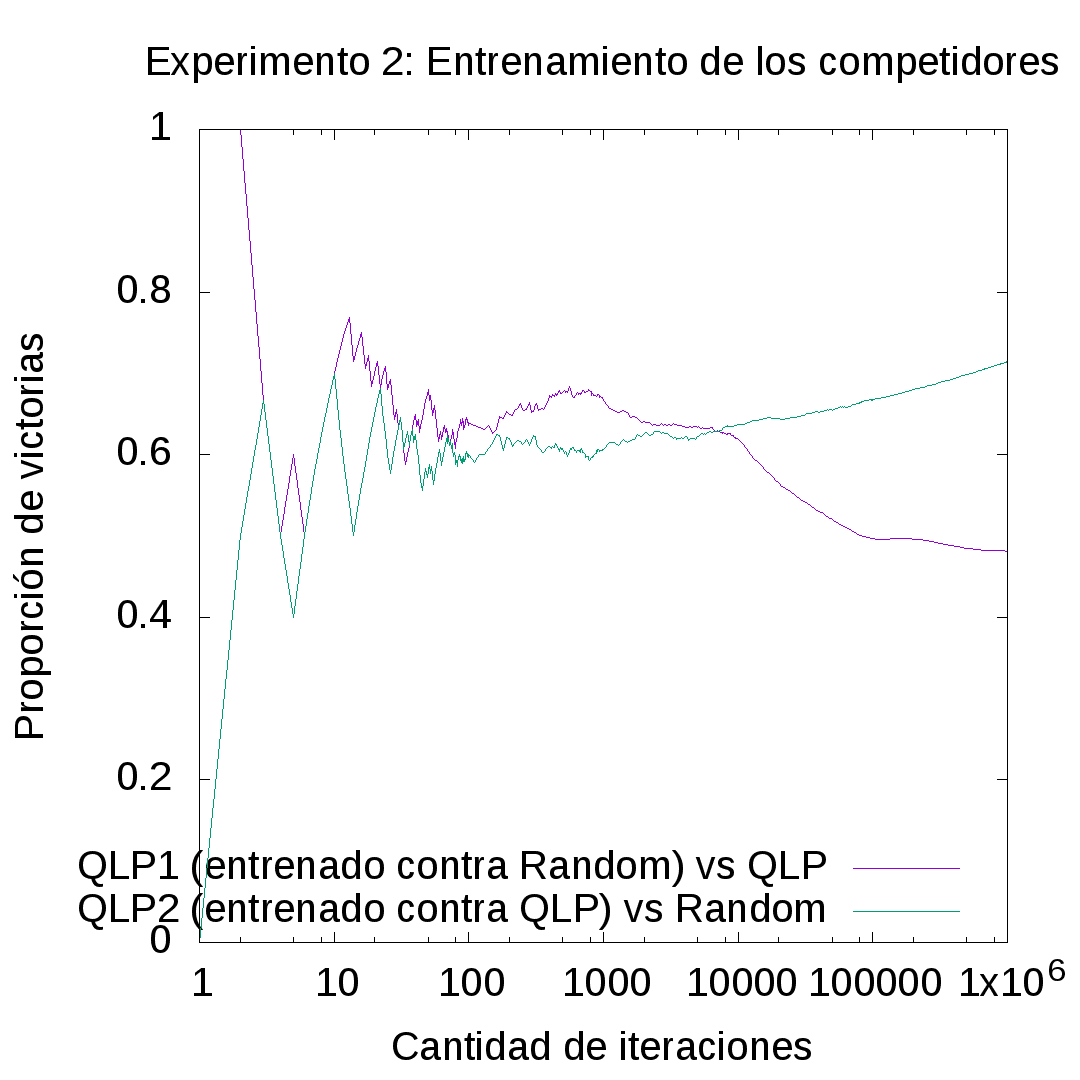 Experimento 2: Entrenamiento de los competidores
Proporción de victorias
1
0.8
0.6
0.4
0.2
0
QLP1 (entrenado contra Random) vs QLP
QLP2 (entrenado contra QLP) vs Random
1 10 100 1000 10000 100000 1x10⁶
Cantidad de iteraciones